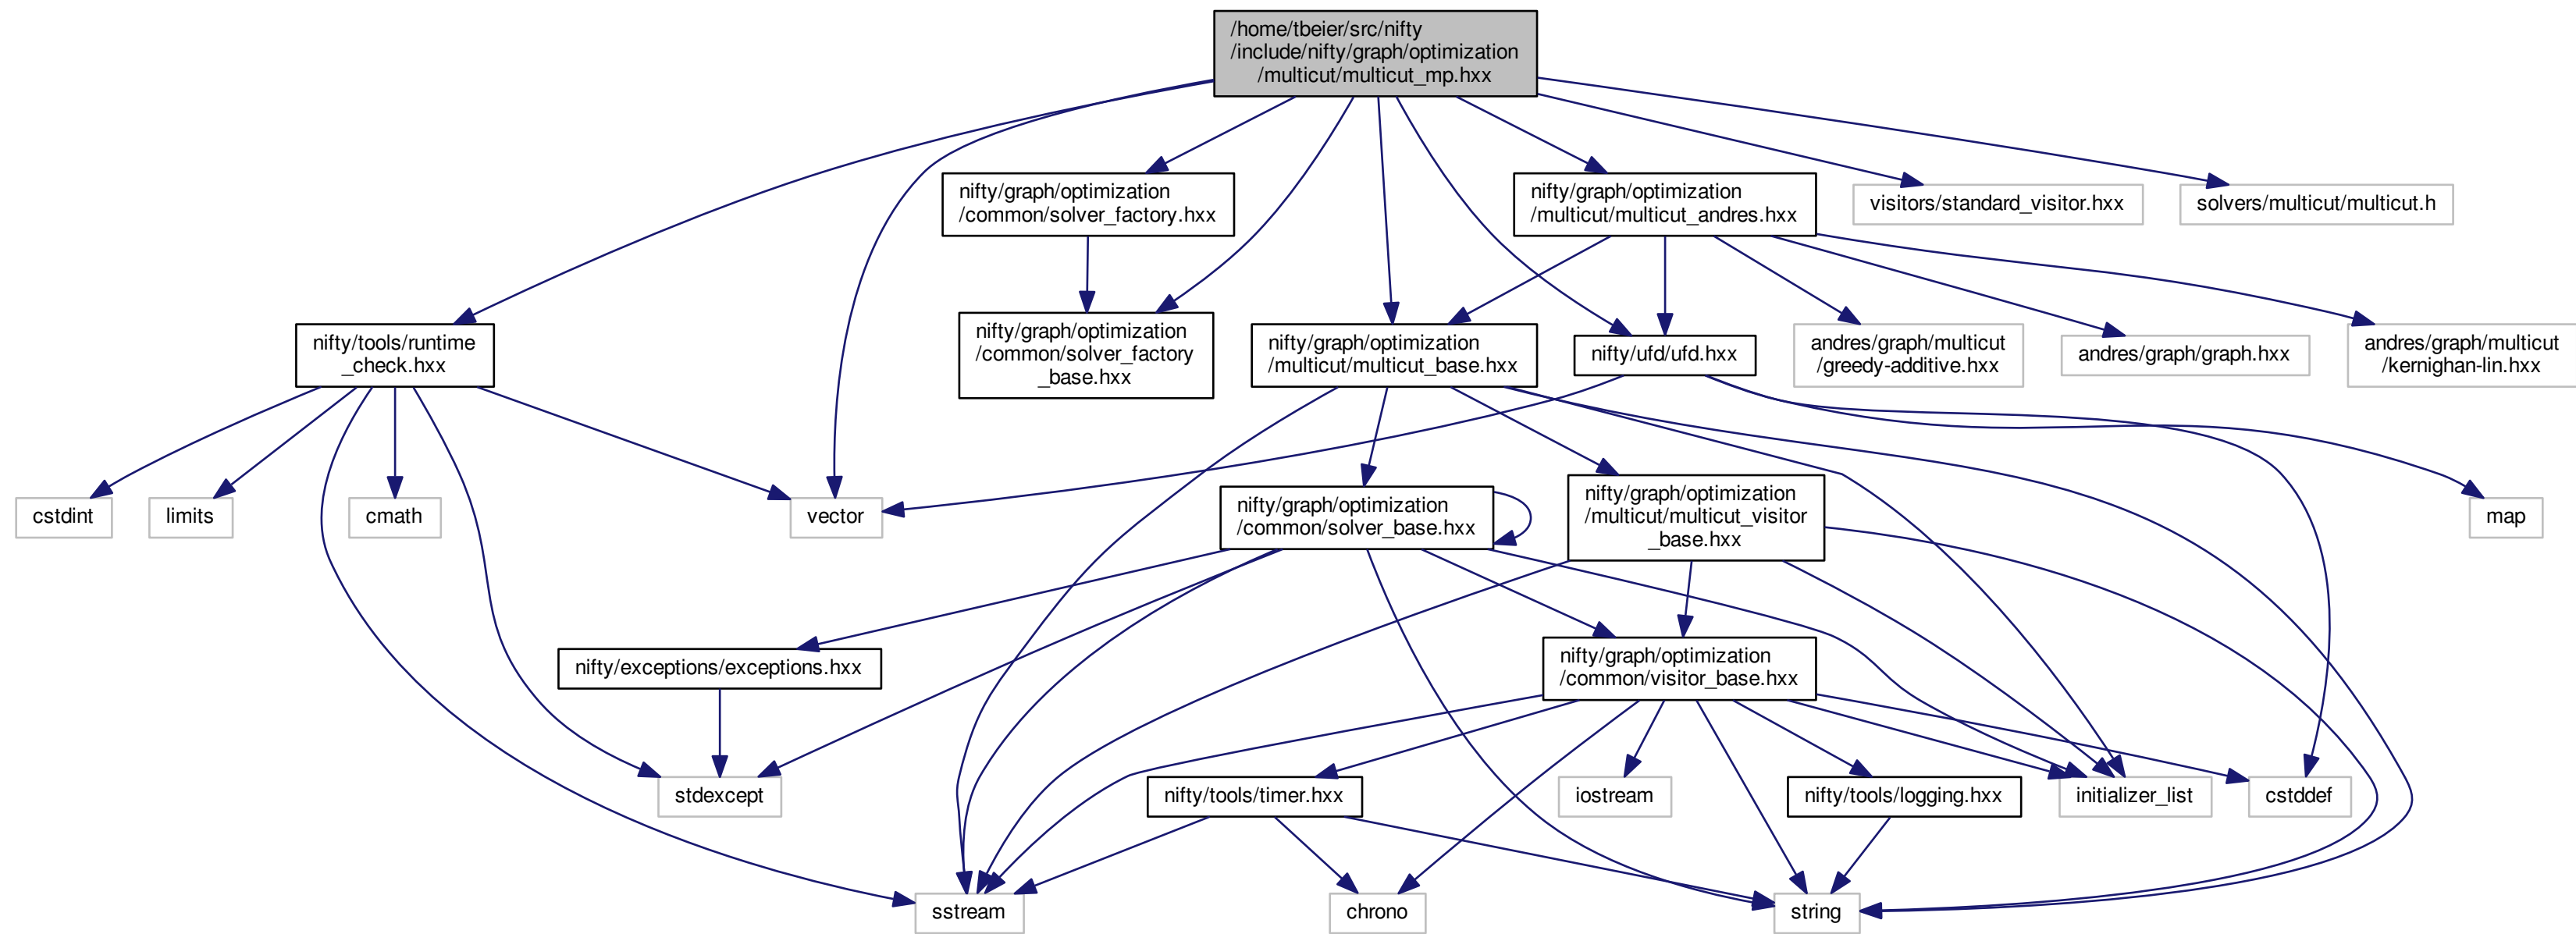 /home/tbeier/src/nifty
/include/nifty/graph/optimization
/multicut/multicut_mp.hxx
nifty/graph/optimization
/common/solver_factory.hxx
nifty/graph/optimization
/multicut/multicut_andres.hxx
visitors/standard_visitor.hxx
solvers/multicut/multicut.h
nifty/tools/runtime
_check.hxx
nifty/graph/optimization
/common/solver_factory
_base.hxx
nifty/graph/optimization
/multicut/multicut_base.hxx
nifty/ufd/ufd.hxx
andres/graph/multicut
/greedy-additive.hxx
andres/graph/graph.hxx
andres/graph/multicut
/kernighan-lin.hxx
cstdint
limits
cmath
vector
nifty/graph/optimization
/common/solver_base.hxx
nifty/graph/optimization
/multicut/multicut_visitor
_base.hxx
map
nifty/exceptions/exceptions.hxx
nifty/graph/optimization
/common/visitor_base.hxx
stdexcept
nifty/tools/timer.hxx
iostream
nifty/tools/logging.hxx
initializer_list
cstddef
sstream
chrono
string